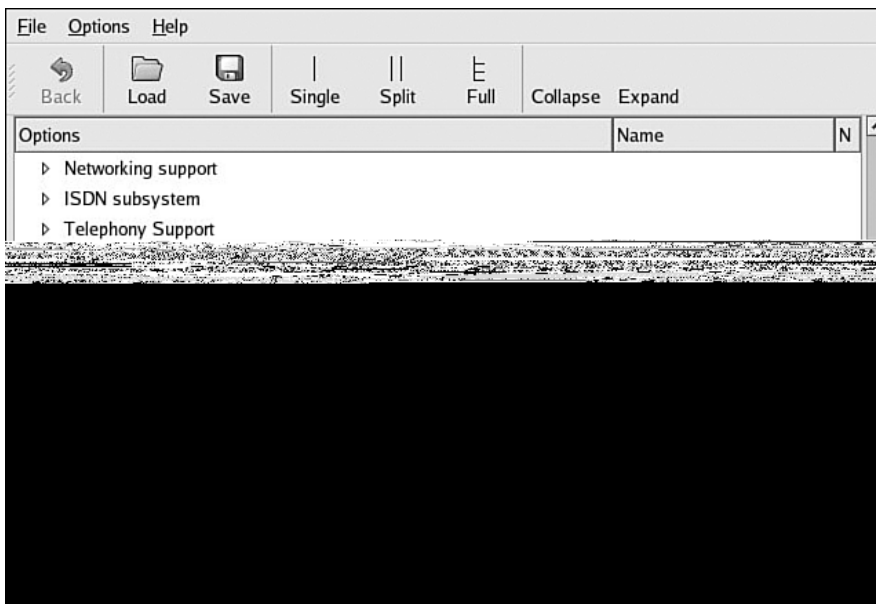 File Options Help
Back Load Save Single Split Full Collapse Expand
Options Name N
Networking support
ISDN subsystem
Telephony Support